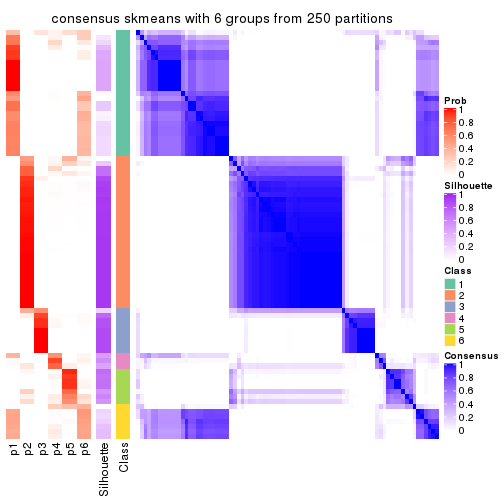 consensus skmeans with 6 groups from 250 partitions
Prob
1
0.8
0.6
0.4
0.2
0
Silhouette
1
0.8
0.6
0.4
0.2
0
Class
1
2
3
4
5
6
Consensus
1
0.8
0.6
0.4
0.2
0
p1
p2
p3
p4
p5
p6
Silhouette
Class